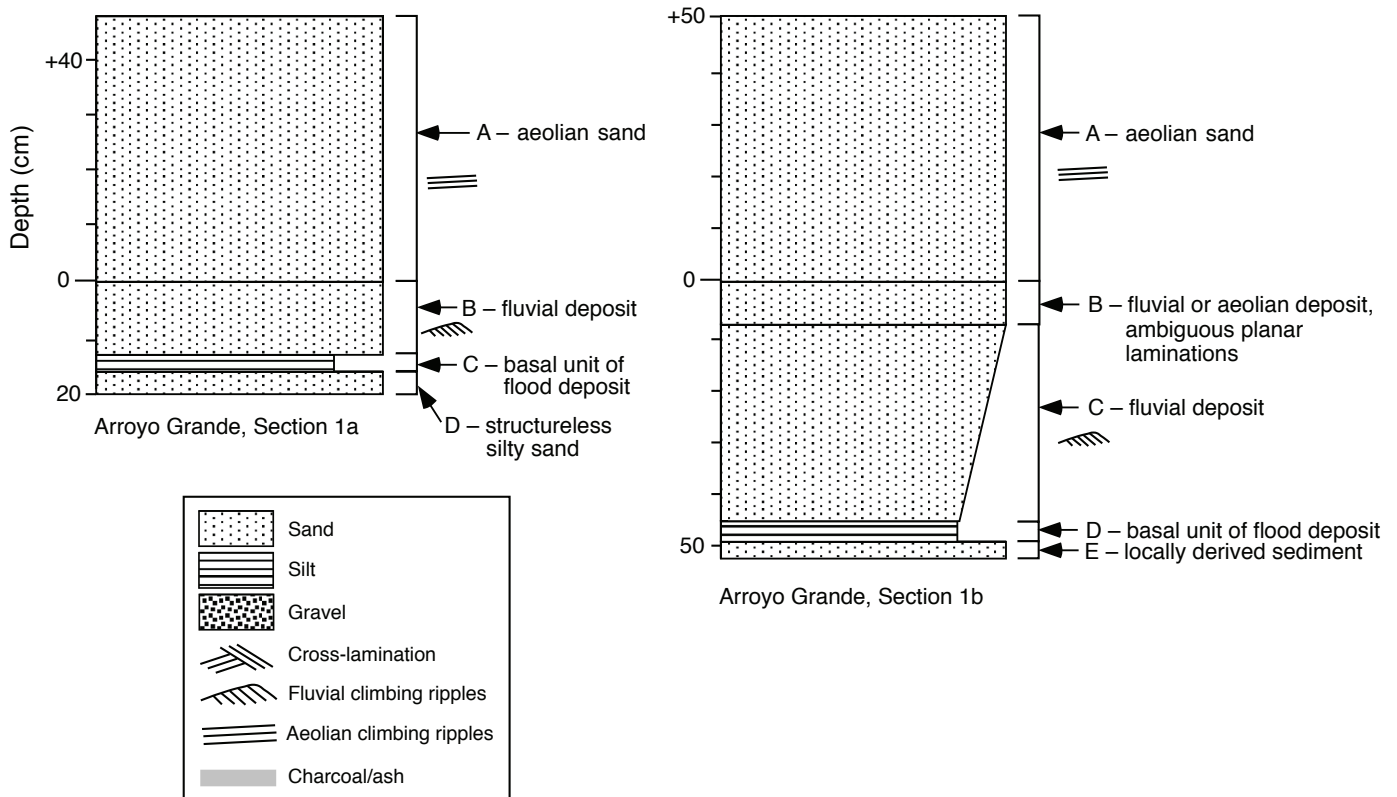 Depth (cm)
+40
0
20
A – aeolian sand
B – fluvial deposit
C – basal unit of
flood deposit
D – structureless
silty sand
Arroyo Grande, Section 1a
+50
0
50
A – aeolian sand
B – fluvial or aeolian deposit,
ambiguous planar
laminations
C – fluvial deposit
D – basal unit of flood deposit
E – locally derived sediment
Arroyo Grande, Section 1b
Sand
Silt
Gravel
Cross-lamination
Fluvial climbing ripples
Aeolian climbing ripples
Charcoal/ash